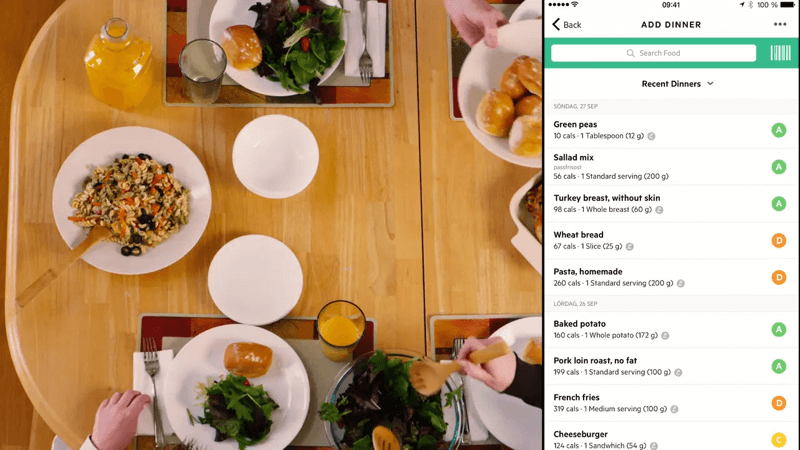 09:41
100 %
Back
ADD DINNER
Search Food
Recent Dinners
SÖNDAG, 27 SEP
Green peas
10 cals · 1 Tablespoon (12 g)
A
Sallad mix
passfrisost
56 cals · 1 Standard serving (200 g)
A
Turkey breast, without skin
98 cals · 1 Whole breast (60 g)
A
Wheat bread
67 cals · 1 Slice (25 g)
D
Pasta, homemade
260 cals · 1 Standard serving (200 g)
D
LÖRDAG, 26 SEP
Baked potato
160 cals · 1 Whole potato (172 g)
A
Pork loin roast, no fat
199 cals · 1 Standard serving (100 g)
A
French fries
319 cals · 1 Medium serving (100 g)
D
Cheeseburger
124 cals · 1 Sandwich (54 g)
C